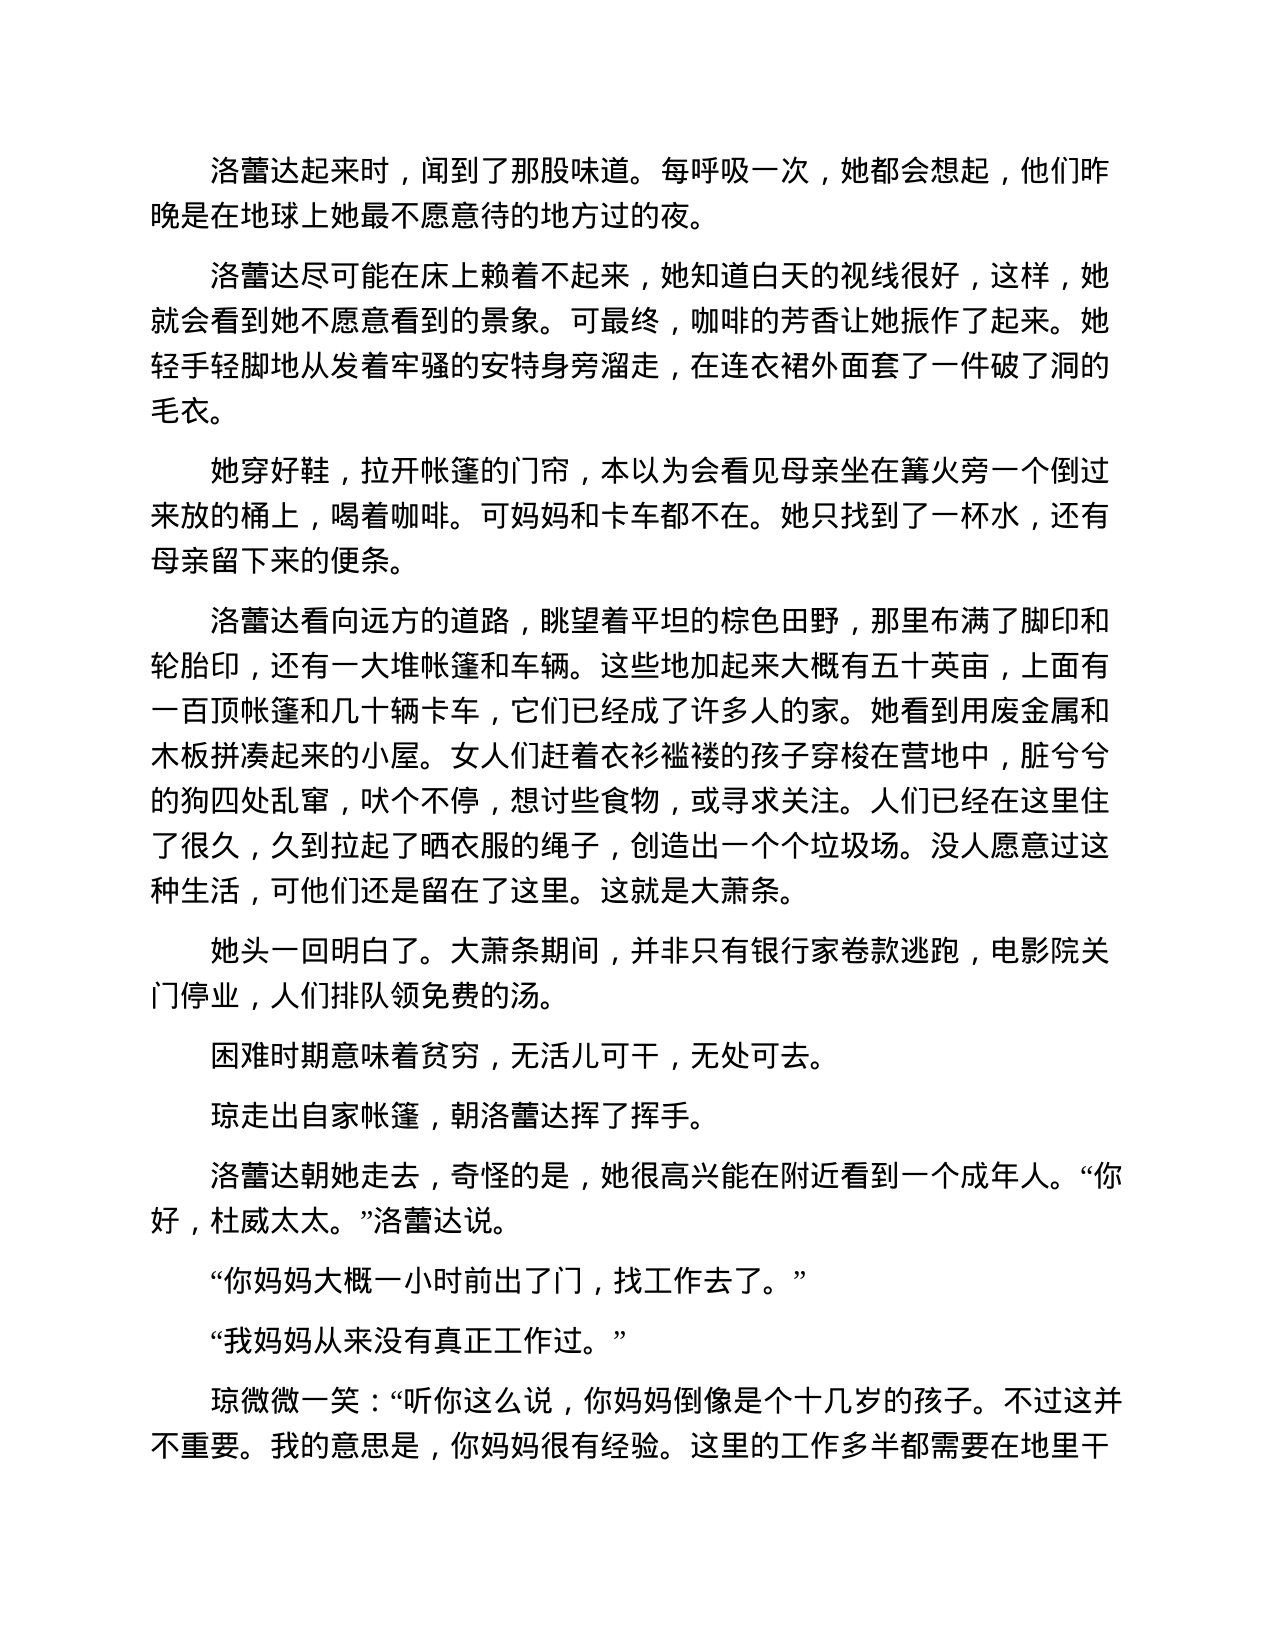 洛蕾达起来时，闻到了那股味道。每呼吸一次，她都会想起，他们昨
晚是在地球上她最不愿意待的地方过的夜。
洛蕾达尽可能在床上赖着不起来，她知道白天的视线很好，这样，她
就会看到她不愿意看到的景象。可最终，咖啡的芳香让她振作了起来。她
轻手轻脚地从发着牢骚的安特身旁溜走，在连衣裙外面套了一件破了洞的
毛衣。
她穿好鞋，拉开帐篷的门帘，本以为会看见母亲坐在篝火旁一个倒过
来放的桶上，喝着咖啡。可妈妈和卡车都不在。她只找到了一杯水，还有
母亲留下来的便条。
洛蕾达看向远方的道路，眺望着平坦的棕色田野，那里布满了脚印和
轮胎印，还有一大堆帐篷和车辆。这些地加起来大概有五十英亩，上面有
一百顶帐篷和几十辆卡车，它们已经成了许多人的家。她看到用废金属和
木板拼凑起来的小屋。女人们赶着衣衫褴褛的孩子穿梭在营地中，脏兮兮
的狗四处乱窜，吠个不停，想讨些食物，或寻求关注。人们已经在这里住
了很久，久到拉起了晒衣服的绳子，创造出一个个垃圾场。没人愿意过这
种生活，可他们还是留在了这里。这就是大萧条。
她头一回明白了。大萧条期间，并非只有银行家卷款逃跑，电影院关
门停业，人们排队领免费的汤。
困难时期意味着贫穷，无活儿可干，无处可去。
琼走出自家帐篷，朝洛蕾达挥了挥手。
洛蕾达朝她走去，奇怪的是，她很高兴能在附近看到一个成年人。“你
好，杜威太太。”洛蕾达说。
“你妈妈大概一小时前出了门，找工作去了。”
“我妈妈从来没有真正工作过。”
琼微微一笑：“听你这么说，你妈妈倒像是个十几岁的孩子。不过这并
不重要。我的意思是，你妈妈很有经验。这里的工作多半都需要在地里干